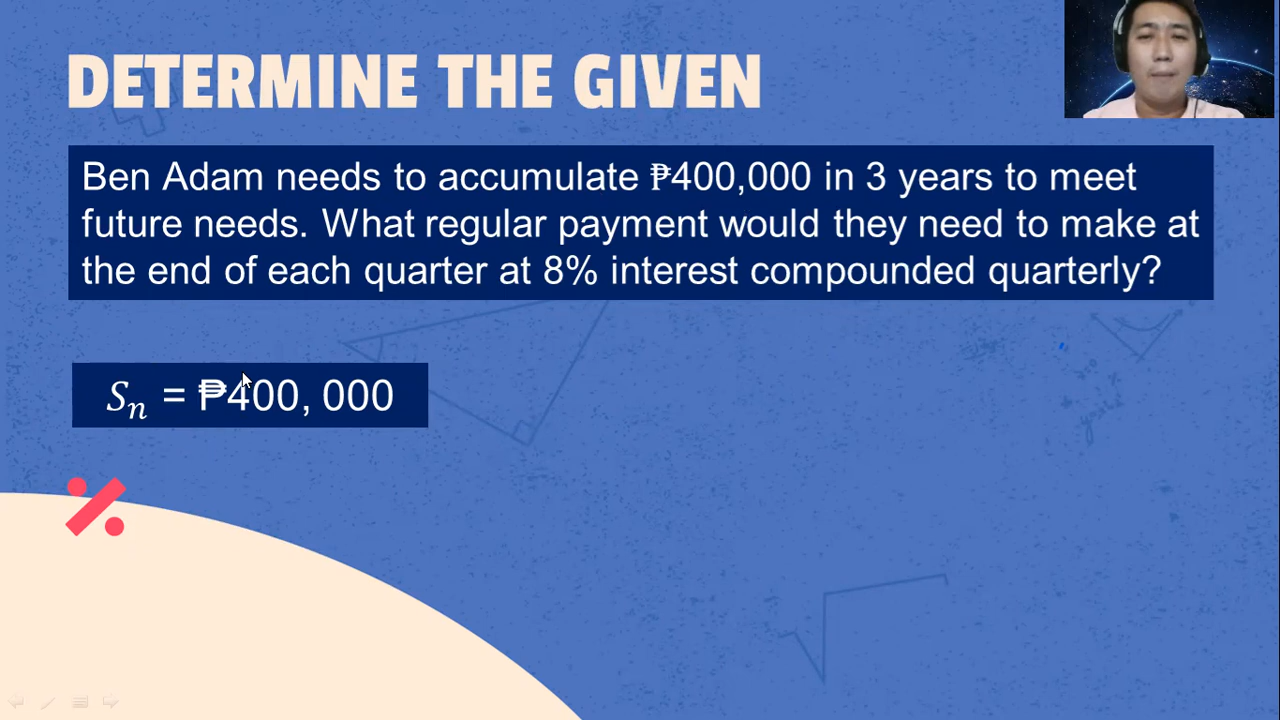 DETERMINE THE GIVEN
Ben Adam needs to accumulate ₱400,000 in 3 years to meet
future needs. What regular payment would they need to make at
the end of each quarter at 8% interest compounded quarterly?
Sₙ = ₱400, 000